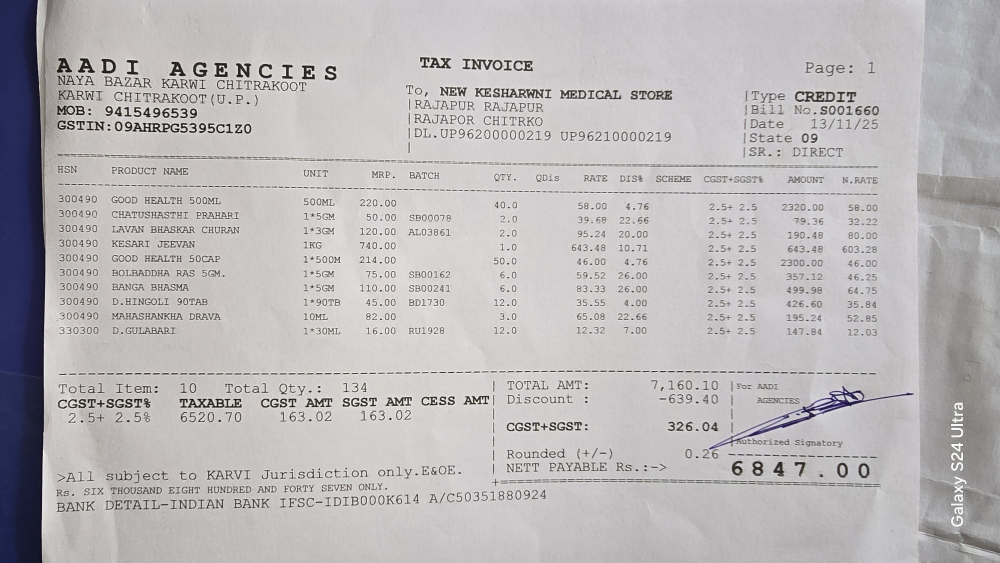 AADI AGENCIES
NAYA BAZAR KARWI CHITRAKOOT
KARWI CHITRAKOOT(U.P.)
MOB: 9415496539
GSTIN:09AHRPG5395C1Z0
TAX INVOICE
To, NEW KESHARWNI MEDICAL STORE
RAJAPUR RAJAPUR
RAJAPOR CHITRKO
DL.UP96200000219 UP96210000219
Page: 1
Type CREDIT
Bill No.S001660
Date 13/11/25
State 09
SR.: DIRECT
HSN PRODUCT NAME UNIT MRP. BATCH QTY. QDis RATE DIS% SCHEME CGST+SGST% AMOUNT N.RATE
300490 GOOD HEALTH 500ML 500ML 220.00 40.0 58.00 4.76 2.5+ 2.5 2320.00 58.00
300490 CHATUSHASTHI PRAHARI 1*5GM 50.00 SB00078 2.0 39.68 22.66 2.5+ 2.5 79.36 32.22
300490 LAVAN BHASKAR CHURAN 1*3GM 120.00 AL03861 2.0 95.24 20.00 2.5+ 2.5 190.48 80.00
300490 KESARI JEEVAN 1KG 740.00 1.0 643.48 10.71 2.5+ 2.5 643.48 603.28
300490 GOOD HEALTH 50CAP 1*500M 214.00 50.0 46.00 4.76 2.5+ 2.5 2300.00 46.00
300490 BOLBADDHA RAS 5GM. 1*5GM 75.00 SB00162 6.0 59.52 26.00 2.5+ 2.5 357.12 46.25
300490 BANGA BHASMA 1*5GM 110.00 SB00241 6.0 83.33 26.00 2.5+ 2.5 499.98 64.75
300490 D.HINGOLI 90TAB 1*90TB 45.00 BD1730 12.0 35.55 4.00 2.5+ 2.5 426.60 35.84
300490 MAHASHANKHA DRAVA 10ML 82.00 3.0 65.08 22.66 2.5+ 2.5 195.24 52.85
330300 D.GULABARI 1*30ML 16.00 RU1928 12.0 12.32 7.00 2.5+ 2.5 147.84 12.03
Total Item: 10 Total Qty.: 134
CGST+SGST% TAXABLE CGST AMT SGST AMT CESS AMT
2.5+ 2.5% 6520.70 163.02 163.02
TOTAL AMT: 7,160.10
Discount : -639.40
CGST+SGST: 326.04
Rounded (+/-) 0.26
NETT PAYABLE Rs.:-> 6847.00
For AADI
AGENCIES
Authorized Signatory
>All subject to KARVI Jurisdiction only.E&OE.
Rs. SIX THOUSAND EIGHT HUNDRED AND FORTY SEVEN ONLY.
BANK DETAIL-INDIAN BANK IFSC-IDIB000K614 A/C50351880924
Galaxy S24 Ultra